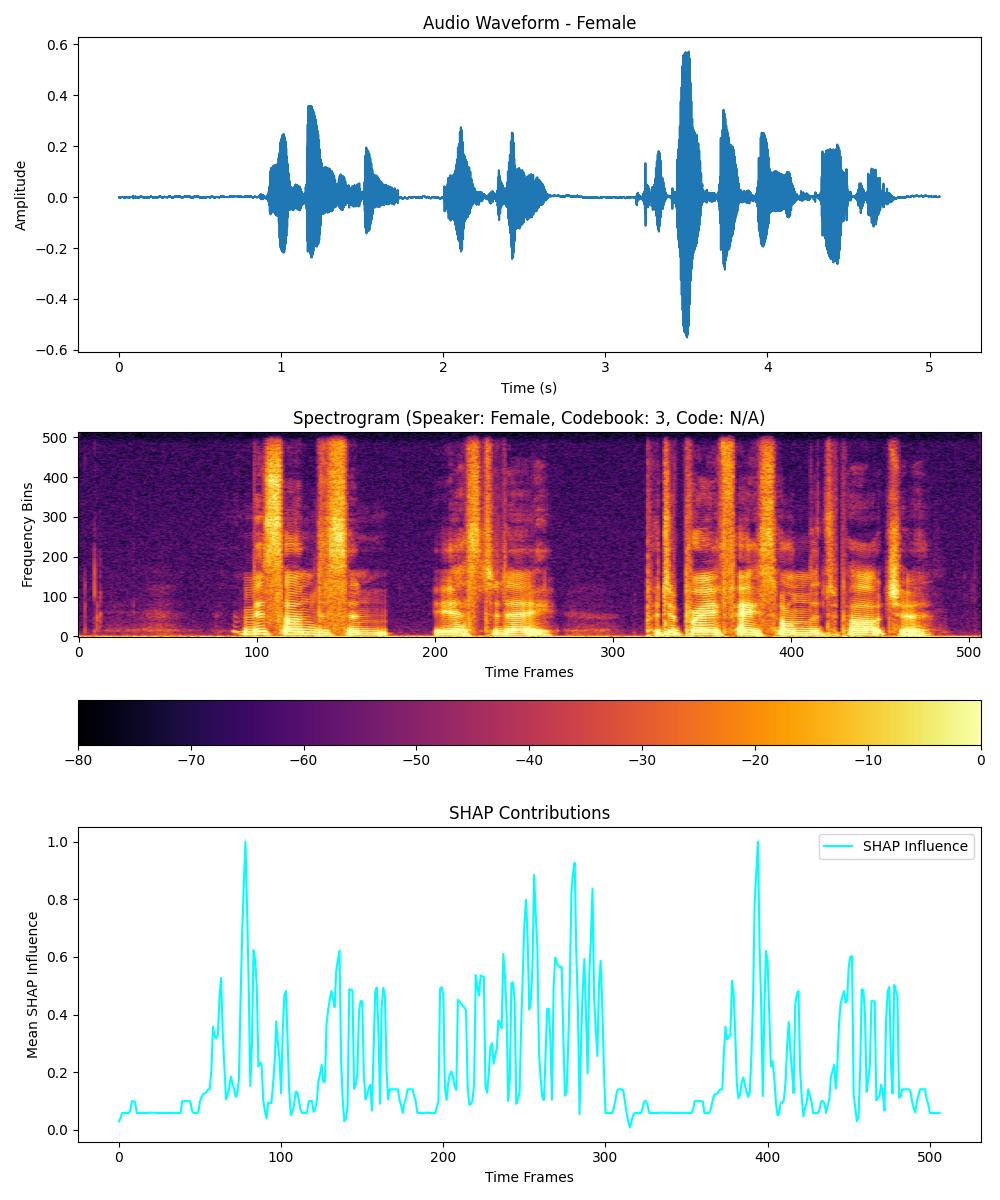 Audio Waveform - Female
0.6
0.4
0.2
0.0
−0.2
−0.4
−0.6
Amplitude
0 1 2 3 4 5
Time (s)
Spectrogram (Speaker: Female, Codebook: 3, Code: N/A)
500
400
300
200
100
0
Frequency Bins
0 100 200 300 400 500
Time Frames
−80 −70 −60 −50 −40 −30 −20 −10 0
SHAP Contributions
SHAP Influence
1.0
0.8
0.6
0.4
0.2
0.0
Mean SHAP Influence
0 100 200 300 400 500
Time Frames